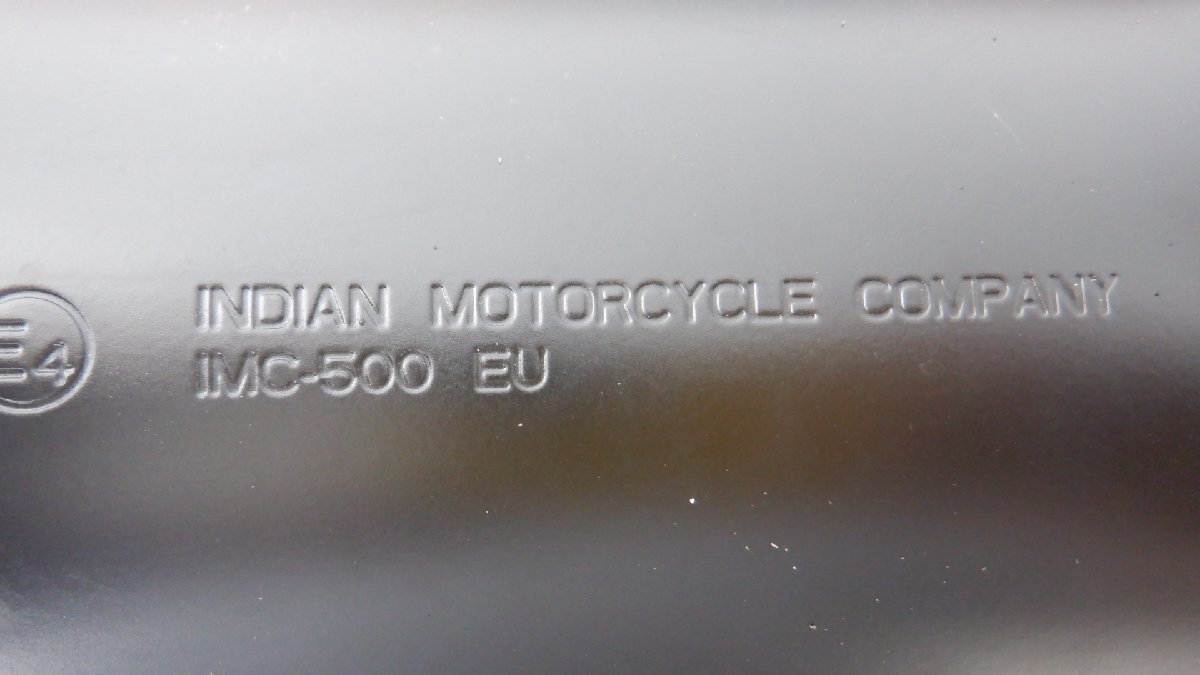 INDIAN MOTORCYCLE COMPANY
E4 IMC-500 EU